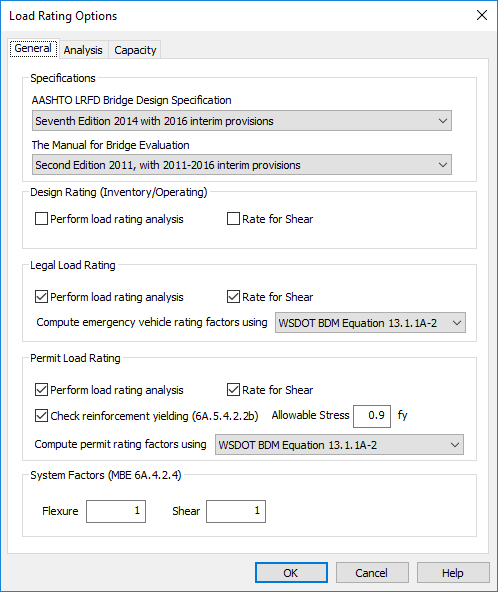 Load Rating Options
General Analysis Capacity
Specifications
AASHTO LRFD Bridge Design Specification
Seventh Edition 2014 with 2016 interim provisions
The Manual for Bridge Evaluation
Second Edition 2011, with 2011-2016 interim provisions
Design Rating (Inventory/Operating)
Perform load rating analysis Rate for Shear
Legal Load Rating
Perform load rating analysis Rate for Shear
Compute emergency vehicle rating factors using WSDOT BDM Equation 13.1.1A-2
Permit Load Rating
Perform load rating analysis Rate for Shear
Check reinforcement yielding (6A.5.4.2.2b) Allowable Stress 0.9 fy
Compute permit rating factors using WSDOT BDM Equation 13.1.1A-2
System Factors (MBE 6A.4.2.4)
Flexure 1 Shear 1
OK Cancel Help